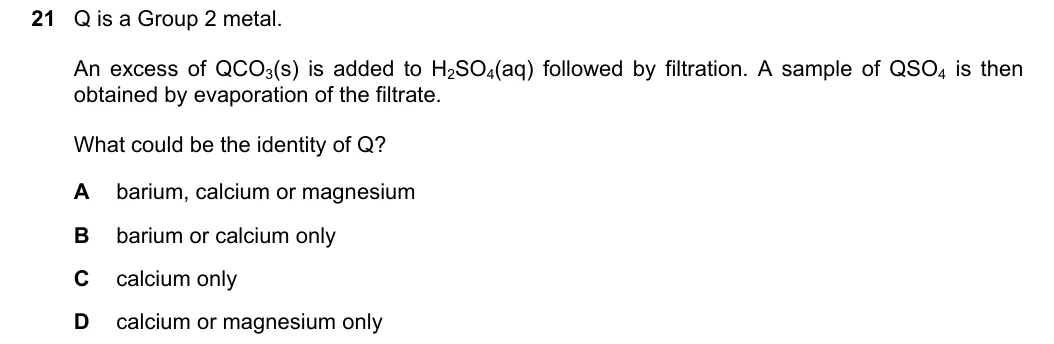 21 Q is a Group 2 metal.
An excess of QCO₃(s) is added to H₂SO₄(aq) followed by filtration. A sample of QSO₄ is then
obtained by evaporation of the filtrate.
What could be the identity of Q?
A barium, calcium or magnesium
B barium or calcium only
C calcium only
D calcium or magnesium only